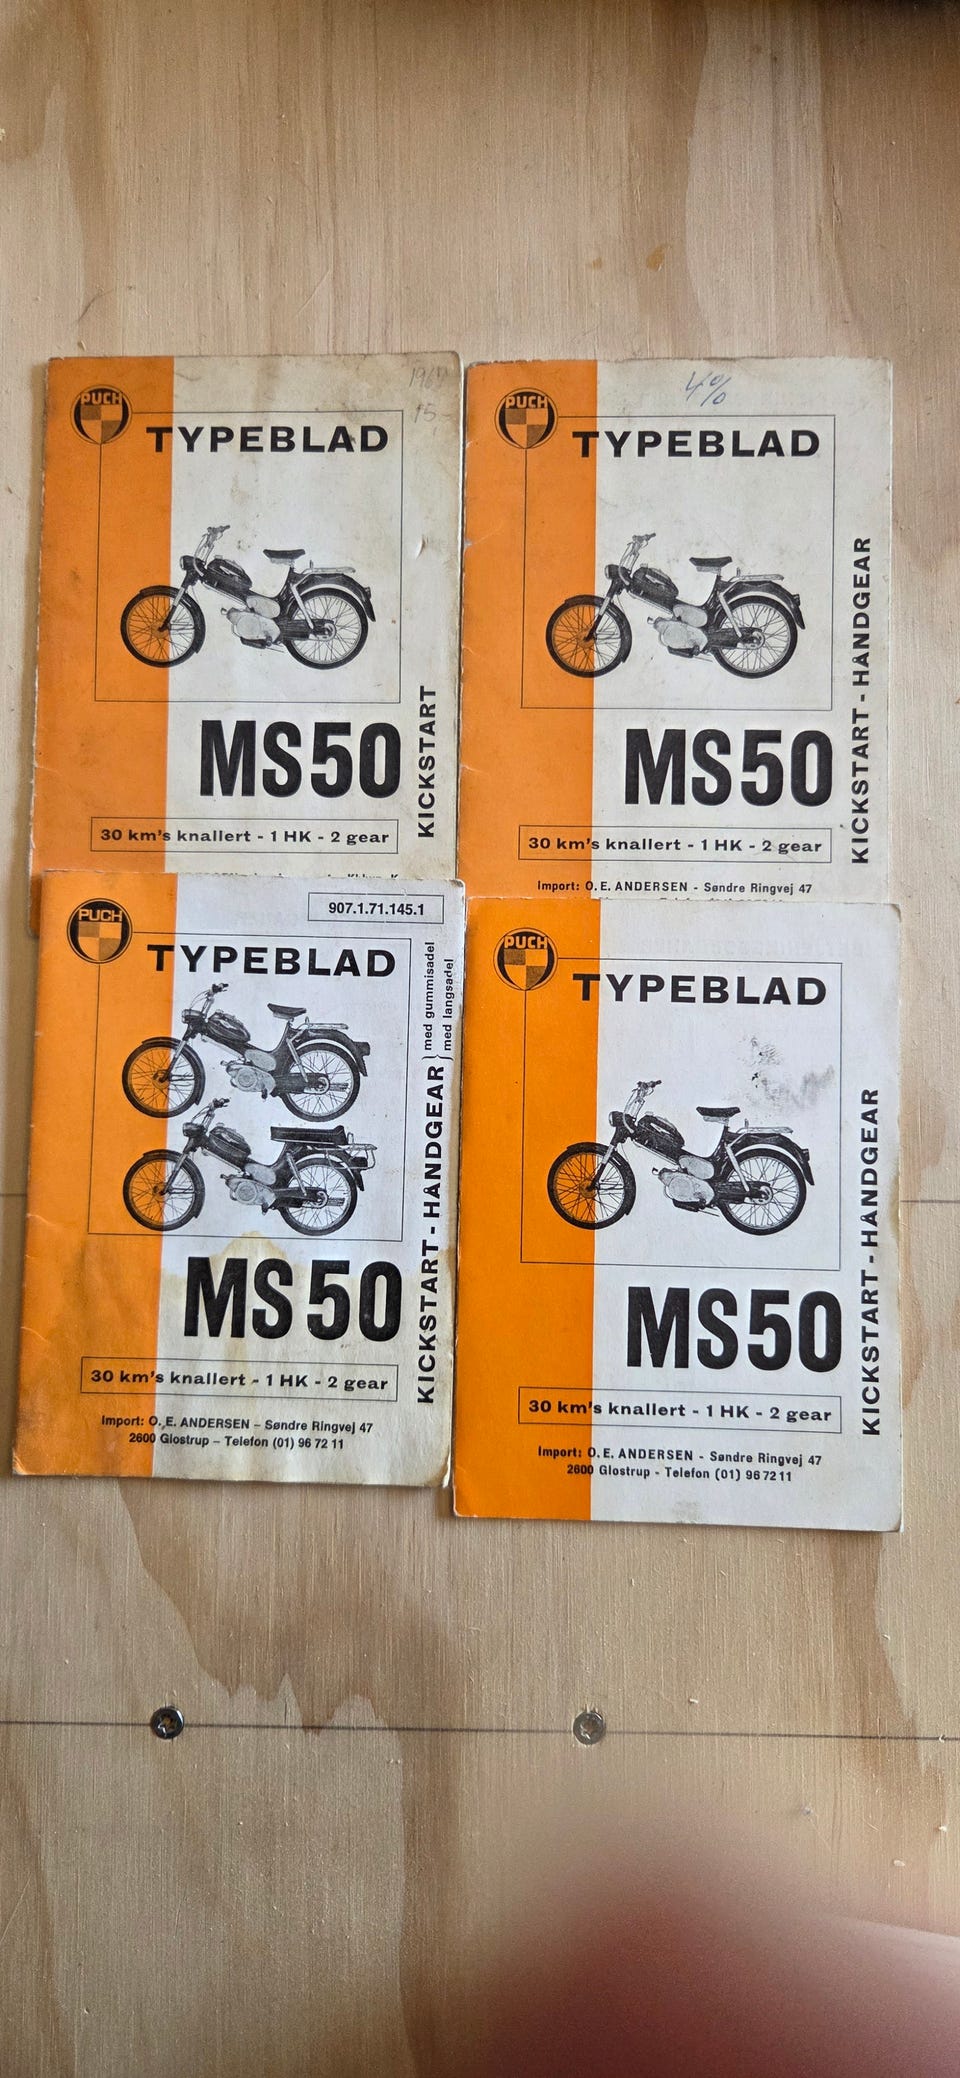 PUCH
TYPEBLAD
1964
15.-
MS50
KICKSTART
30 km's knallert - 1 HK - 2 gear
PUCH
4%
TYPEBLAD
MS50
KICKSTART - HANDGEAR
30 km's knallert - 1 HK - 2 gear
Import: O. E. ANDERSEN - Søndre Ringvej 47
PUCH
907.1.71.145.1
TYPEBLAD
MS50
KICKSTART - HANDGEAR
med gummisadel
med langsadel
30 km's knallert - 1 HK - 2 gear
Import: O. E. ANDERSEN – Søndre Ringvej 47
2600 Glostrup – Telefon (01) 96 72 11
PUCH
TYPEBLAD
MS50
KICKSTART - HANDGEAR
30 km's knallert - 1 HK - 2 gear
Import: O. E. ANDERSEN - Søndre Ringvej 47
2600 Glostrup - Telefon (01) 96 72 11